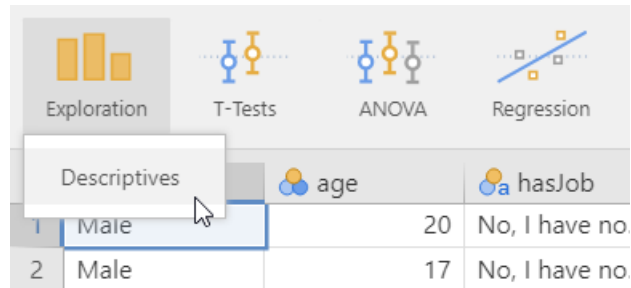 Exploration T-Tests ANOVA Regression
Descriptives
age a hasJob
1 Male 20 No, I have no.
2 Male 17 No, I have no.